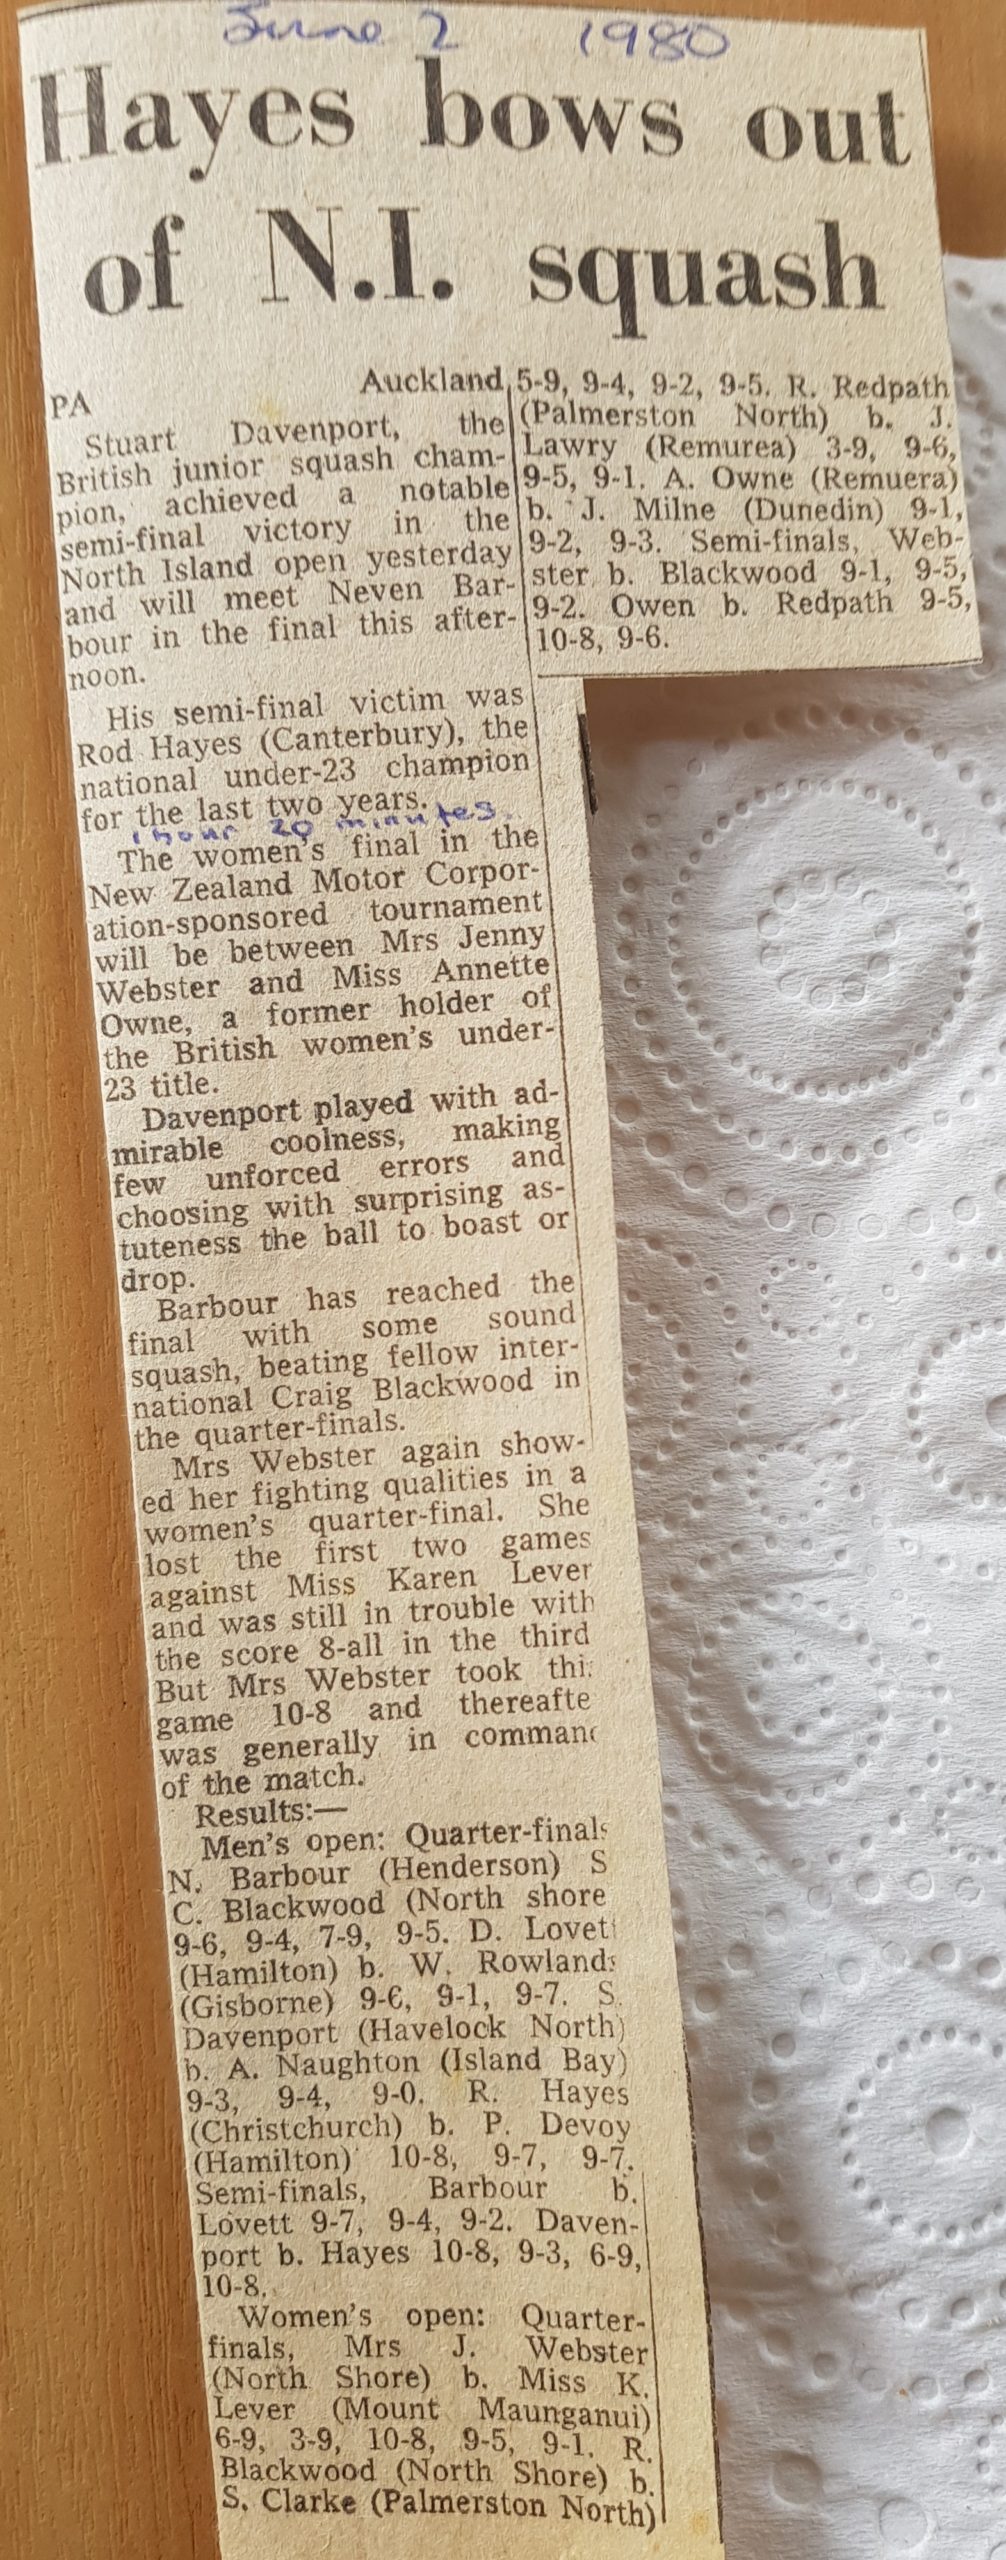 June 2 1980
Hayes bows out
of N.I. squash
PA Auckland
Stuart Davenport, the
British junior squash cham-
pion, achieved a notable
semi-final victory in the
North Island open yesterday
and will meet Neven Bar-
bour in the final this after-
noon.
His semi-final victim was
Rod Hayes (Canterbury), the
national under-23 champion
for the last two years.
1 hour 20 minutes.
The women's final in the
New Zealand Motor Corpor-
ation-sponsored tournament
will be between Mrs Jenny
Webster and Miss Annette
Owne, a former holder of
the British women's under-
23 title.
Davenport played with ad-
mirable coolness, making
few unforced errors and
choosing with surprising as-
tuteness the ball to boast or
drop.
Barbour has reached the
final with some sound
squash, beating fellow inter-
national Craig Blackwood in
the quarter-finals.
Mrs Webster again show-
ed her fighting qualities in a
women's quarter-final. She
lost the first two games
against Miss Karen Lever
and was still in trouble with
the score 8-all in the third
But Mrs Webster took thi
game 10-8 and thereafte
was generally in comman
of the match.
Results:—
Men's open: Quarter-finals
N. Barbour (Henderson) S
C. Blackwood (North shore
9-6, 9-4, 7-9, 9-5. D. Lovett
(Hamilton) b. W. Rowlands
(Gisborne) 9-6, 9-1, 9-7. S.
Davenport (Havelock North)
b. A. Naughton (Island Bay)
9-3, 9-4, 9-0. R. Hayes
(Christchurch) b. P. Devoy
(Hamilton) 10-8, 9-7, 9-7.
Semi-finals, Barbour b.
Lovett 9-7, 9-4, 9-2. Daven-
port b. Hayes 10-8, 9-3, 6-9,
10-8.
Women's open: Quarter-
finals, Mrs J. Webster
(North Shore) b. Miss K.
Lever (Mount Maunganui)
6-9, 3-9, 10-8, 9-5, 9-1. R.
Blackwood (North Shore) b.
S. Clarke (Palmerston North)
5-9, 9-4, 9-2, 9-5. R. Redpath
(Palmerston North) b. J.
Lawry (Remurea) 3-9, 9-6,
9-5, 9-1. A. Owne (Remuera)
b. J. Milne (Dunedin) 9-1,
9-2, 9-3. Semi-finals, Web-
ster b. Blackwood 9-1, 9-5,
9-2. Owen b. Redpath 9-5,
10-8, 9-6.